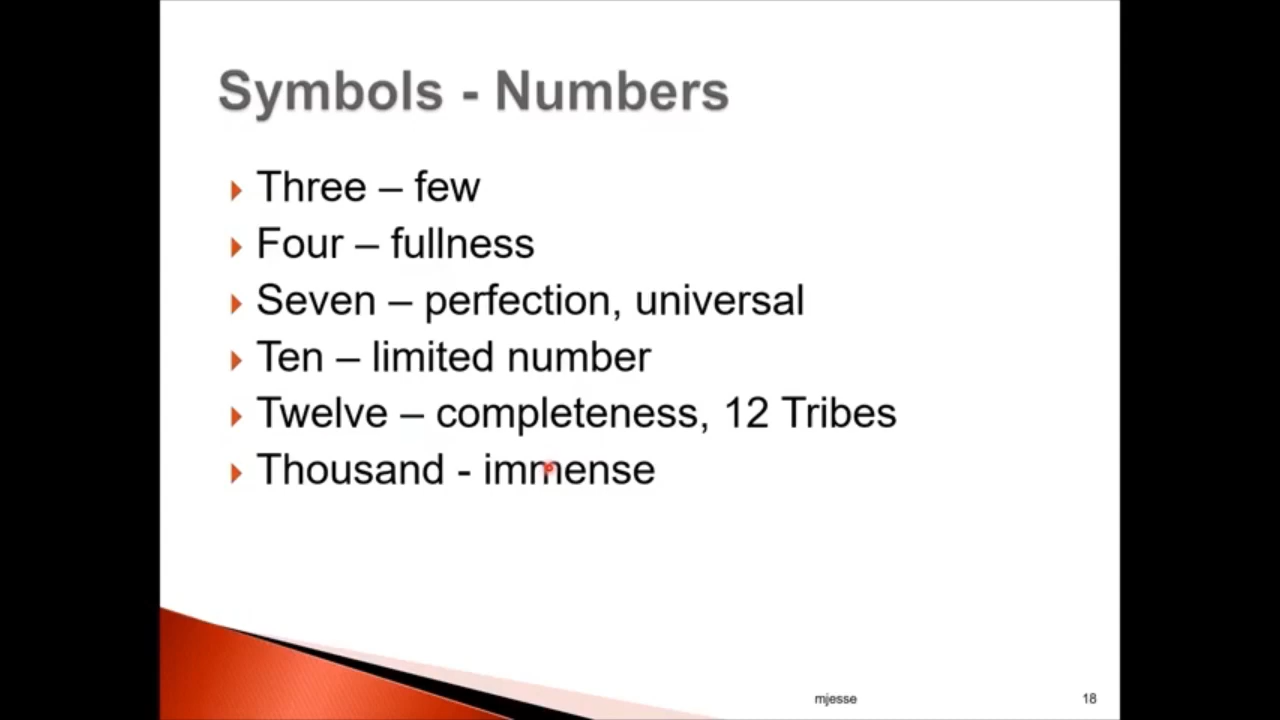 Symbols - Numbers
Three – few
Four – fullness
Seven – perfection, universal
Ten – limited number
Twelve – completeness, 12 Tribes
Thousand - immense
mjesse 18